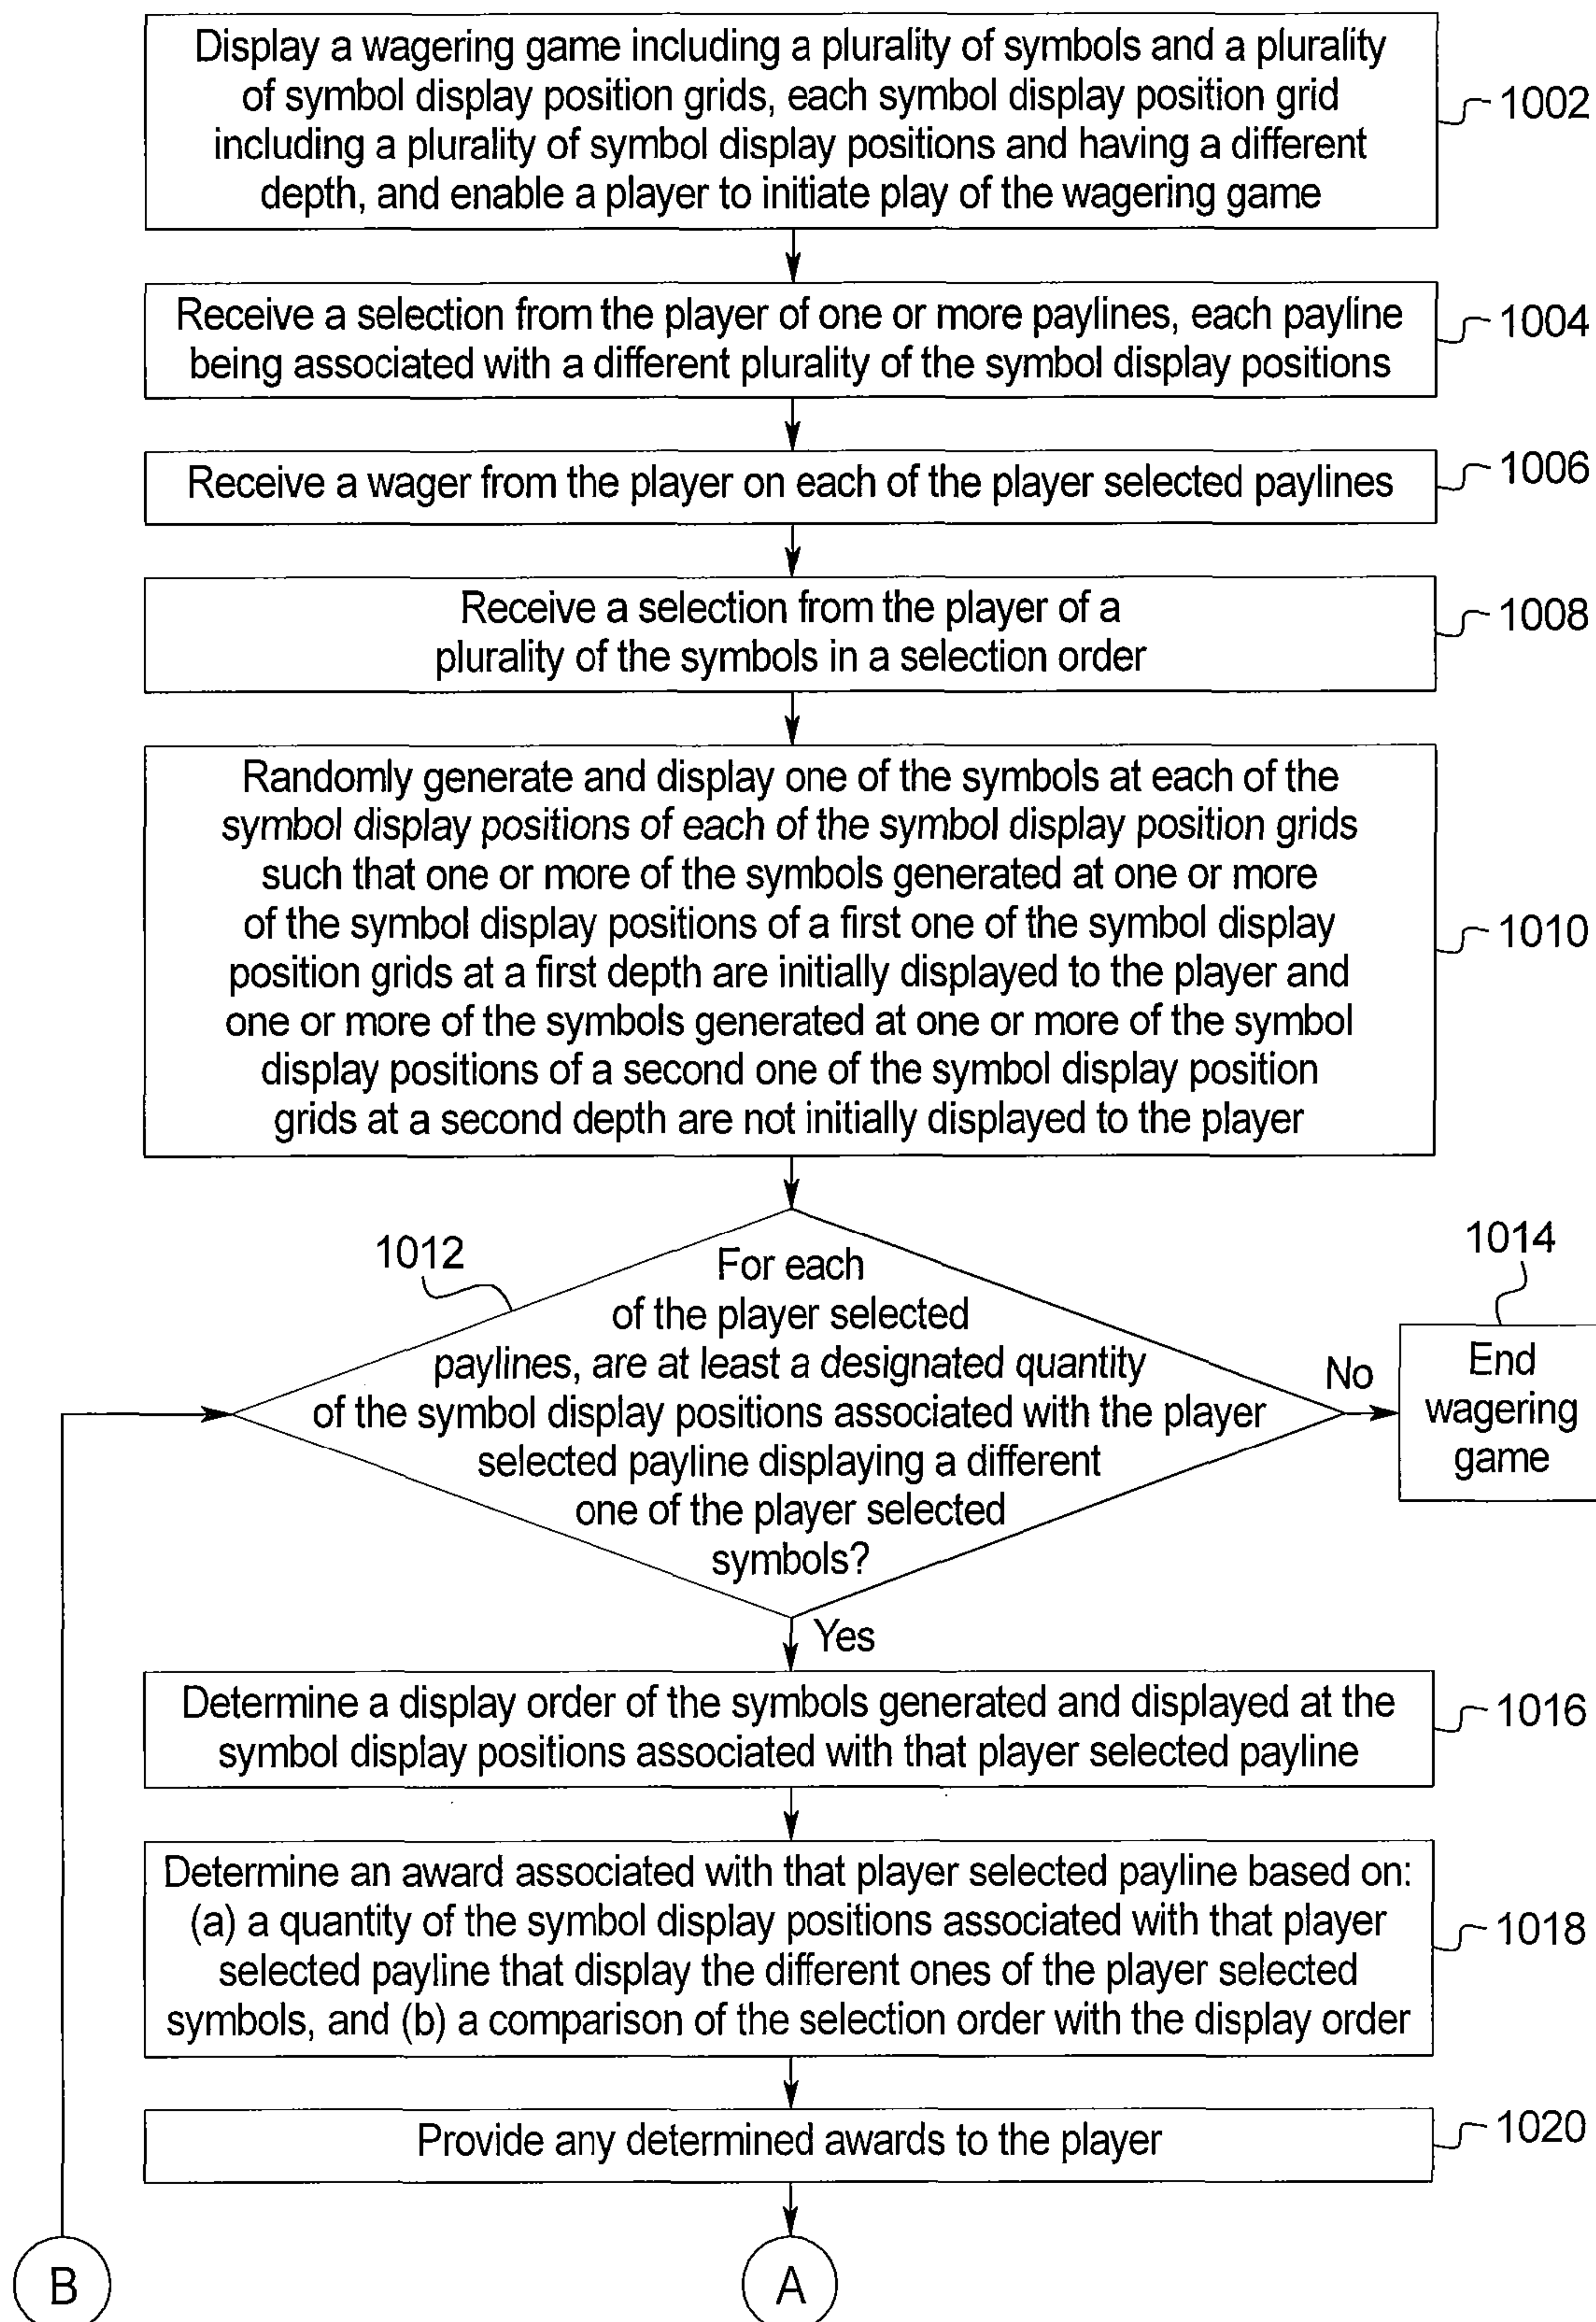 Display a wagering game including a plurality of symbols and a plurality
of symbol display position grids, each symbol display position grid
including a plurality of symbol display positions and having a different
depth, and enable a player to initiate play of the wagering game
1002
Receive a selection from the player of one or more paylines, each payline
being associated with a different plurality of the symbol display positions
1004
Receive a wager from the player on each of the player selected paylines
1006
Receive a selection from the player of a
plurality of the symbols in a selection order
1008
Randomly generate and display one of the symbols at each of the
symbol display positions of each of the symbol display position grids
such that one or more of the symbols generated at one or more
of the symbol display positions of a first one of the symbol display
position grids at a first depth are initially displayed to the player and
one or more of the symbols generated at one or more of the symbol
display positions of a second one of the symbol display position
grids at a second depth are not initially displayed to the player
1010
1012
For each
of the player selected
paylines, are at least a designated quantity
of the symbol display positions associated with the player
selected payline displaying a different
one of the player selected
symbols?
No
1014
End
wagering
game
Yes
Determine a display order of the symbols generated and displayed at the
symbol display positions associated with that player selected payline
1016
Determine an award associated with that player selected payline based on:
(a) a quantity of the symbol display positions associated with that player
selected payline that display the different ones of the player selected
symbols, and (b) a comparison of the selection order with the display order
1018
Provide any determined awards to the player
1020
B
A